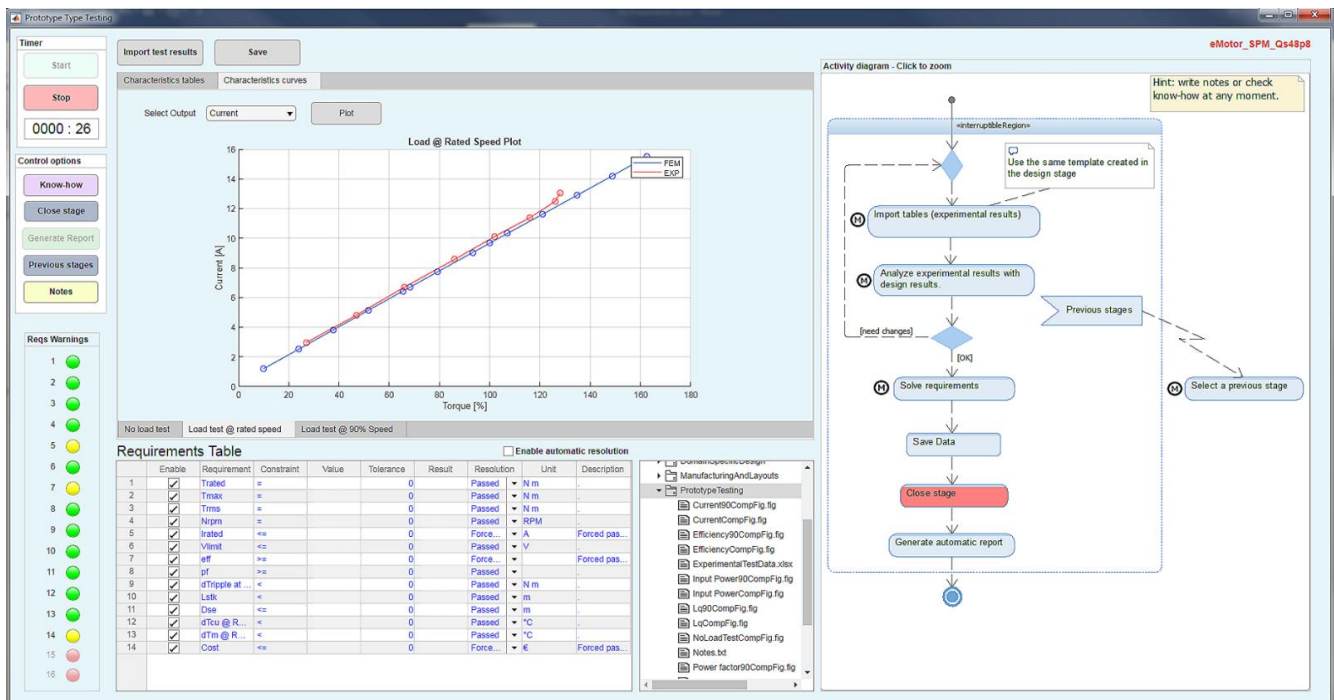 Prototype Type Testing
Timer
Start
Stop
0000 : 26
Control options
Know-how
Close stage
Generate Report
Previous stages
Notes
Reqs Warnings
1
2
3
4
5
6
7
8
9
10
11
12
13
14
15
16
Import test results Save
Characteristics tables Characteristics curves
Select Output Current Plot
Load @ Rated Speed Plot
FEM
EXP
Current [A]
16
14
12
10
8
6
4
2
0
0 20 40 60 80 100 120 140 160 180
Torque [%]
No load test Load test @ rated speed Load test @ 90% Speed
Requirements Table
Enable automatic resolution
Enable Requirement Constraint Value Tolerance Result Resolution Unit Description
1 Trated = 0 Passed N m .
2 Tmax = 0 Passed N m .
3 Trms = 0 Passed N m .
4 Nrpm = 0 Passed RPM .
5 Irated <= 0 Force... A Forced pas...
6 Vlimit <= 0 Passed V .
7 eff >= 0 Force... Forced pas...
8 pf >= 0 Passed .
9 dTripple at ... < 0 Passed N m .
10 Lstk < 0 Passed m .
11 Dse <= 0 Passed m .
12 dTcu @ R... < 0 Passed °C .
13 dTm @ R... < 0 Passed °C .
14 Cost <= 0 Force... € Forced pas...
DomainSpecificDesign
ManufacturingAndLayouts
PrototypeTesting
Current90CompFig.fig
CurrentCompFig.fig
Efficiency90CompFig.fig
EfficiencyCompFig.fig
ExperimentalTestData.xlsx
Input Power90CompFig.fig
Input PowerCompFig.fig
Lq90CompFig.fig
LqCompFig.fig
NoLoadTestCompFig.fig
Notes.txt
Power factor90CompFig.fig
eMotor_SPM_Qs48p8
Activity diagram - Click to zoom
Hint: write notes or check
know-how at any moment.
«interruptibleRegion»
Use the same template created in
the design stage
M
Import tables (experimental results)
M
Analyze experimental results with
design results.
Previous stages
[need changes]
[OK]
M
Solve requirements
M
Select a previous stage
Save Data
Close stage
Generate automatic report